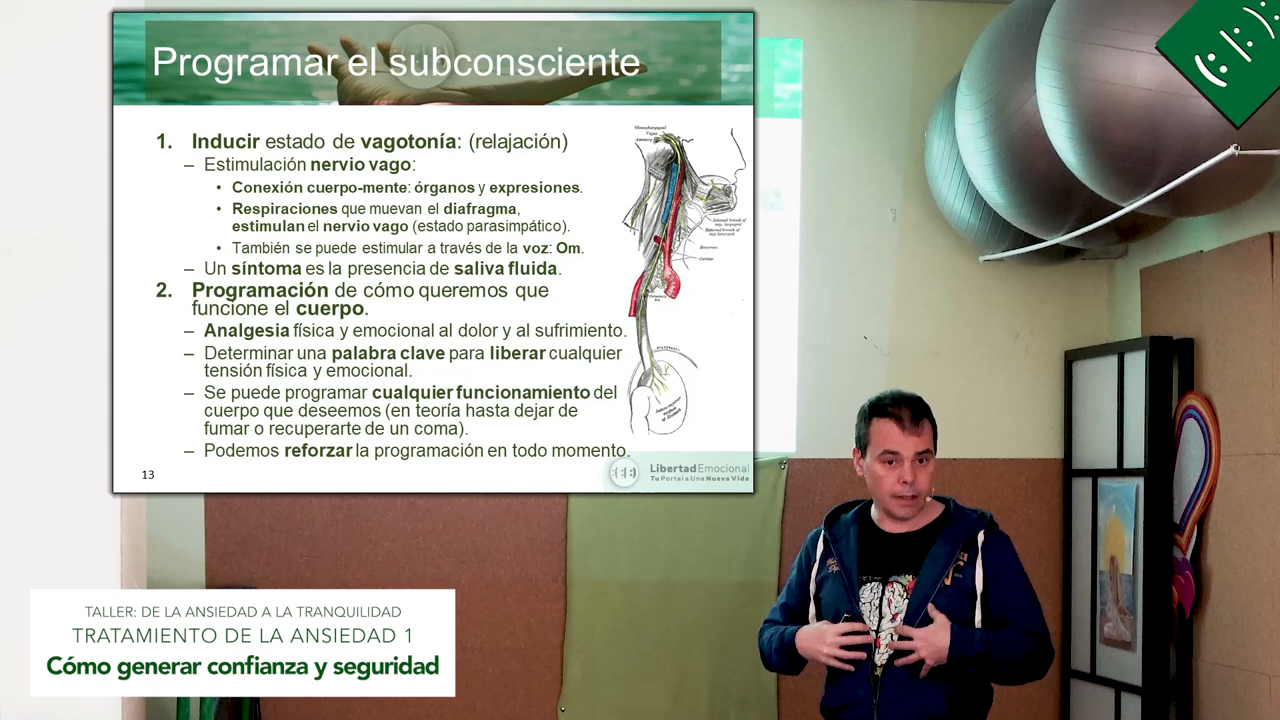 Programar el subconsciente
1. Inducir estado de vagotonía: (relajación)
– Estimulación nervio vago:
• Conexión cuerpo-mente: órganos y expresiones.
• Respiraciones que muevan el diafragma,
estimulan el nervio vago (estado parasimpático).
• También se puede estimular a través de la voz: Om.
– Un síntoma es la presencia de saliva fluida.
2. Programación de cómo queremos que
funcione el cuerpo.
– Analgesia física y emocional al dolor y al sufrimiento.
– Determinar una palabra clave para liberar cualquier
tensión física y emocional.
– Se puede programar cualquier funcionamiento del
cuerpo que deseemos (en teoría hasta dejar de
fumar o recuperarte de un coma).
– Podemos reforzar la programación en todo momento.
13
LibertadEmocional
Tu Portal a Una Nueva Vida
TALLER: DE LA ANSIEDAD A LA TRANQUILIDAD
TRATAMIENTO DE LA ANSIEDAD 1
Cómo generar confianza y seguridad